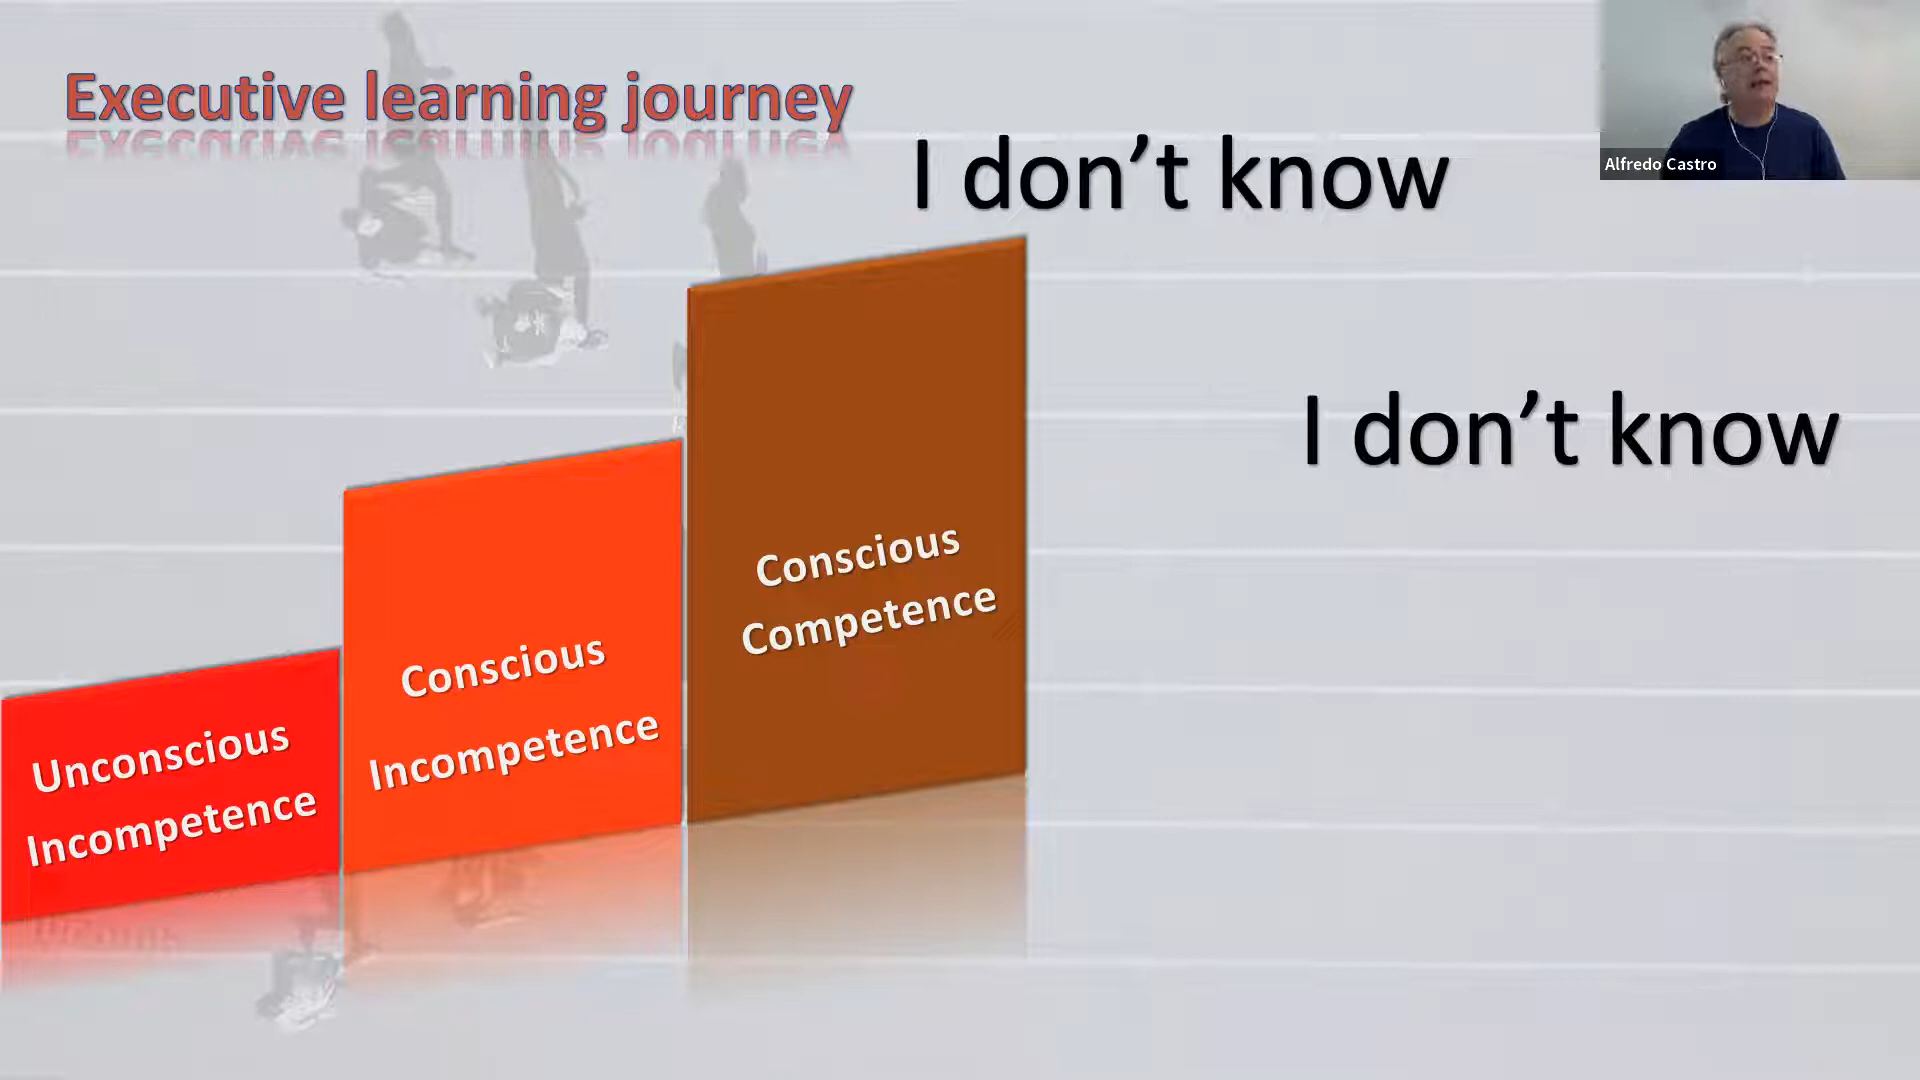 Executive learning journey
I don’t know
Alfredo Castro
I don’t know
Conscious
Competence
Conscious
Incompetence
Unconscious
Incompetence